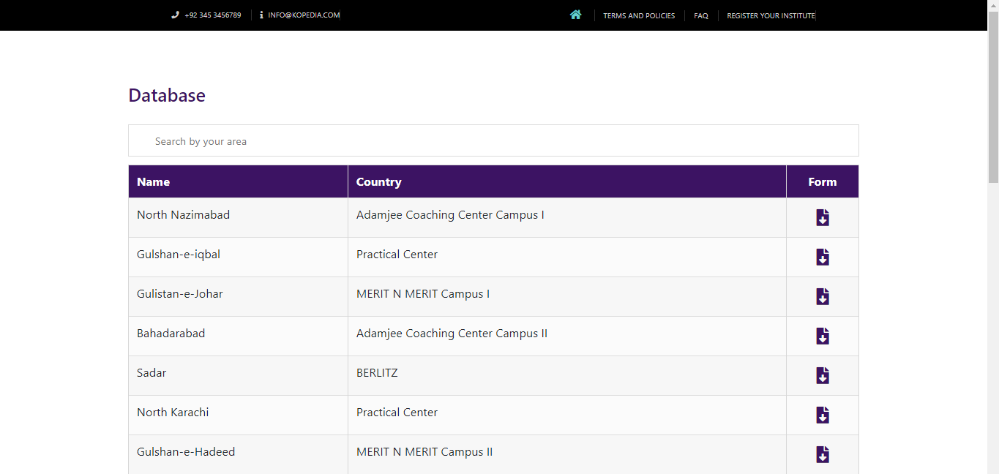 +92 345 3456789 INFO@KOPEDIA.COM TERMS AND POLICIES FAQ REGISTER YOUR INSTITUTE
Database
Search by your area
Name Country Form
North Nazimabad Adamjee Coaching Center Campus I
Gulshan-e-iqbal Practical Center
Gulistan-e-Johar MERIT N MERIT Campus I
Bahadarabad Adamjee Coaching Center Campus II
Sadar BERLITZ
North Karachi Practical Center
Gulshan-e-Hadeed MERIT N MERIT Campus II